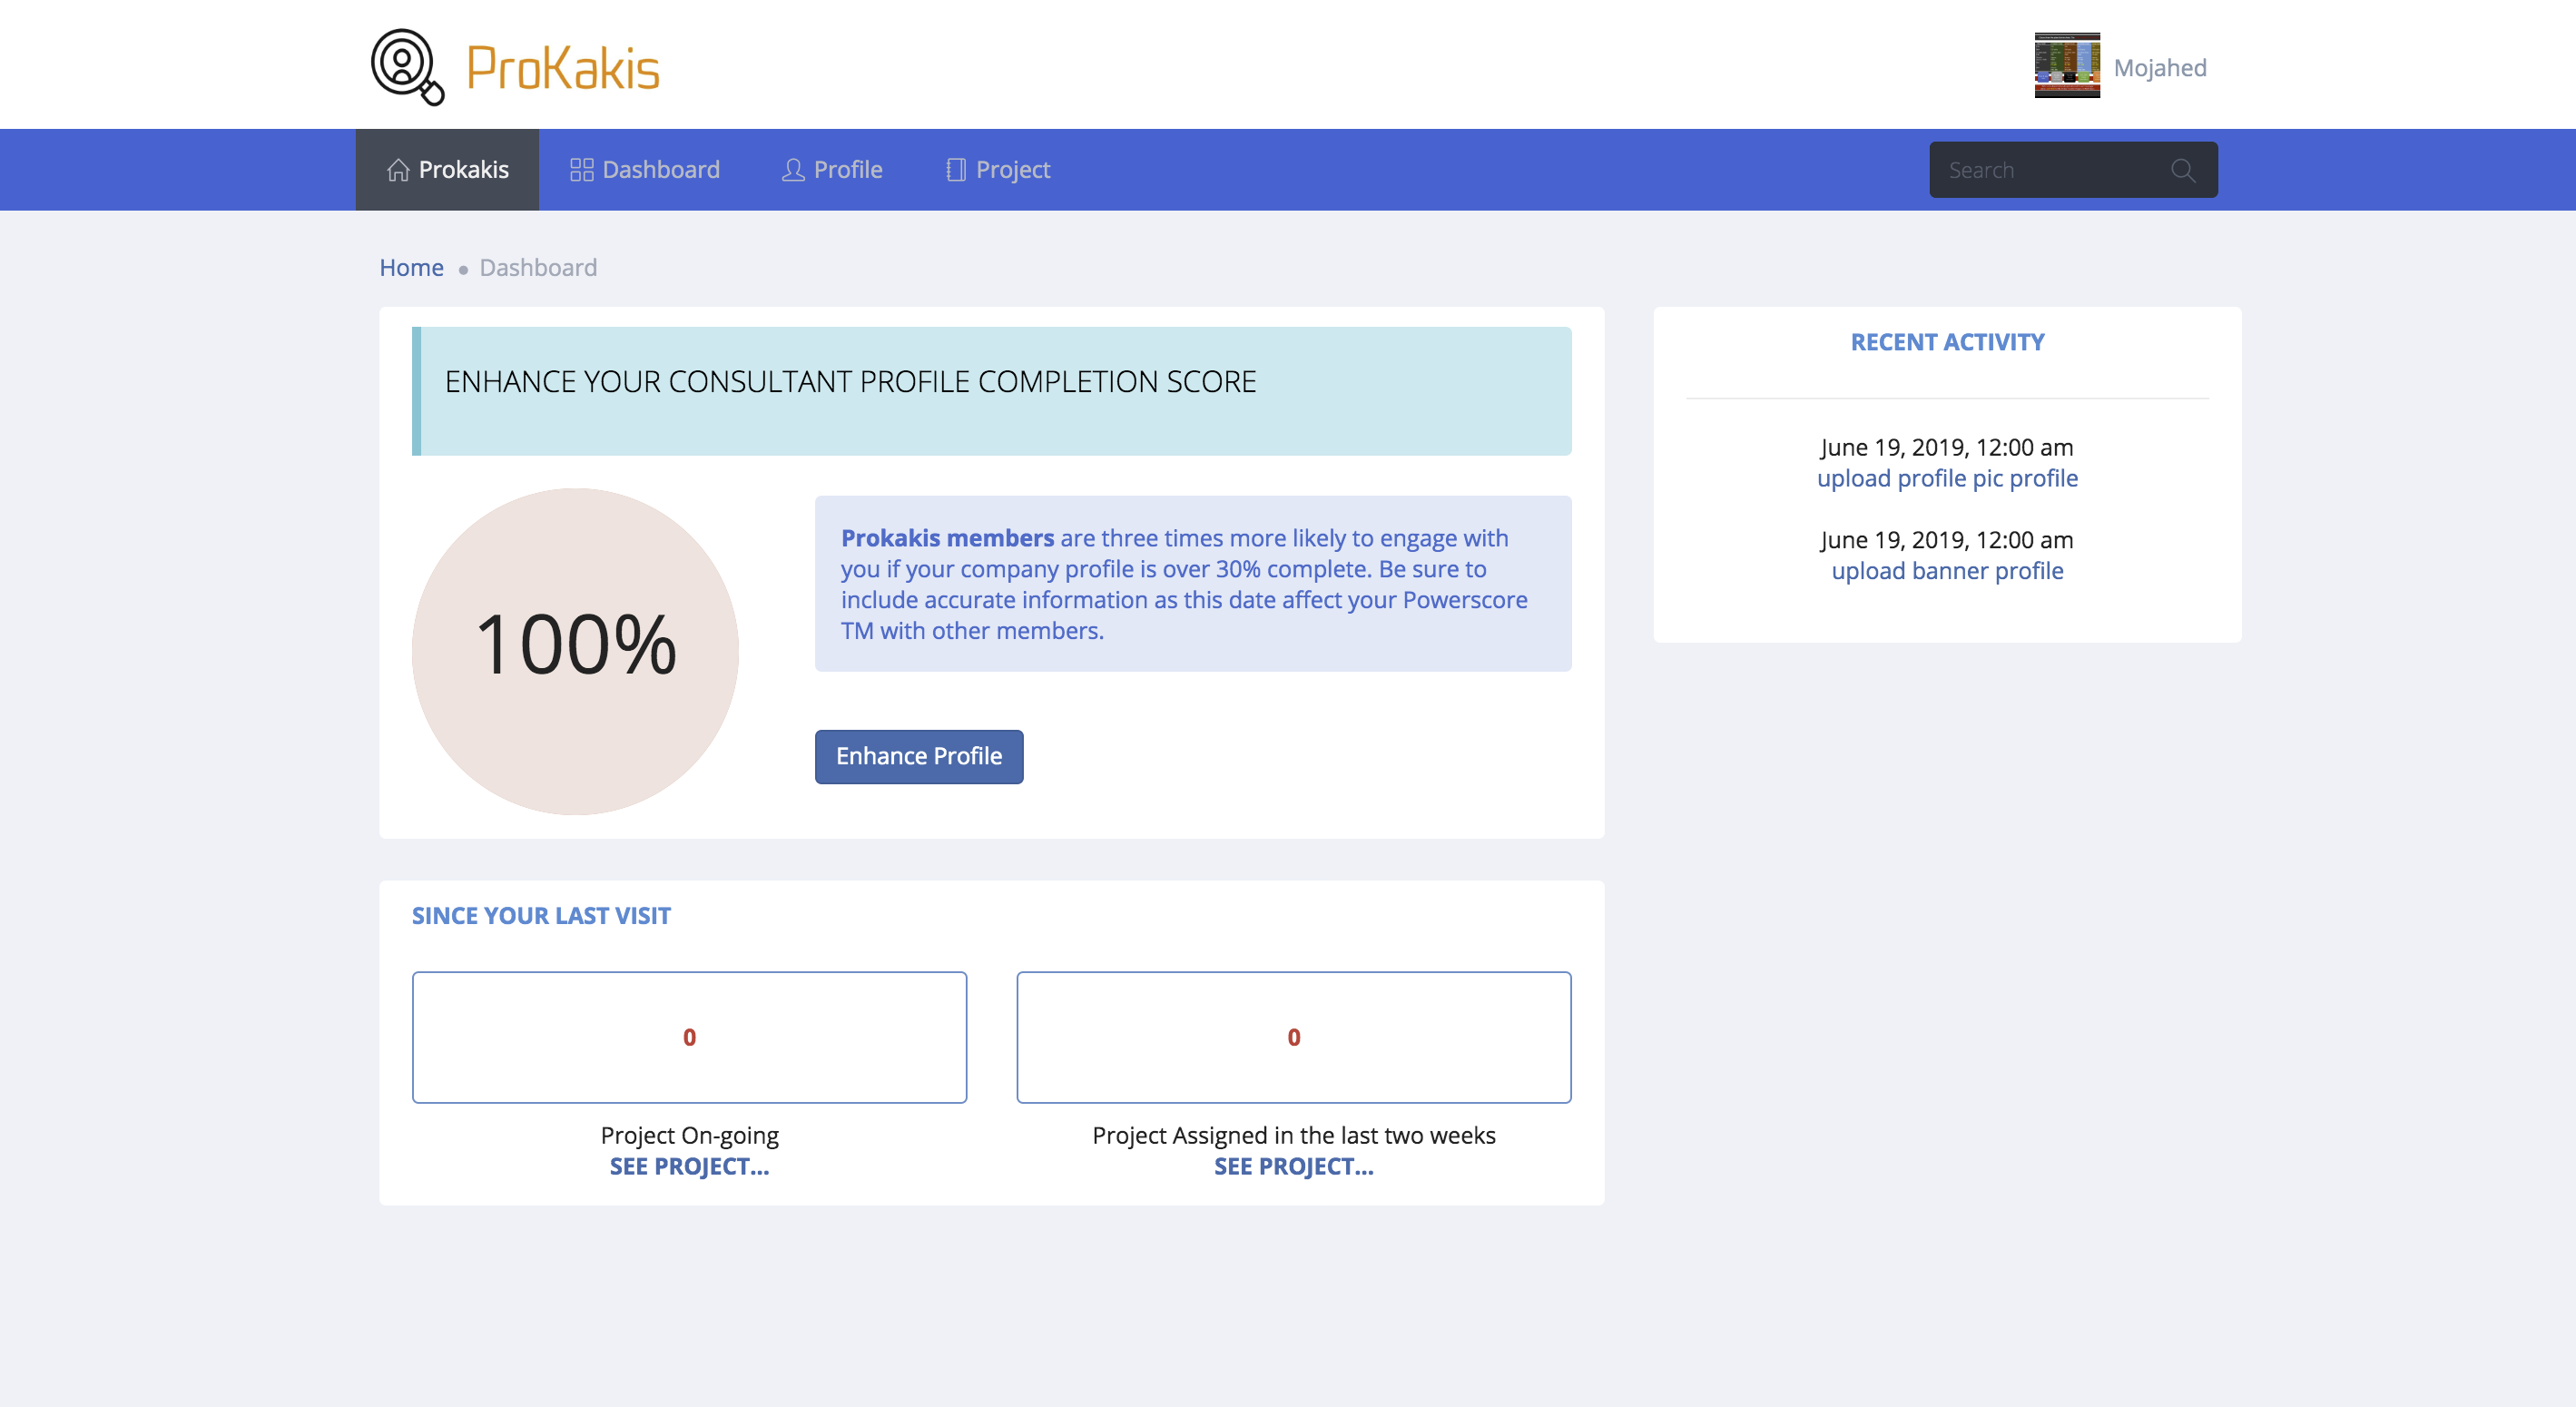 ProKakis
Mojahed
Prokakis
Dashboard
Profile
Project
Search
Home
Dashboard
ENHANCE YOUR CONSULTANT PROFILE COMPLETION SCORE
100%
Prokakis members are three times more likely to engage with
you if your company profile is over 30% complete. Be sure to
include accurate information as this date affect your Powerscore
TM with other members.
Enhance Profile
RECENT ACTIVITY
June 19, 2019, 12:00 am
upload profile pic profile
June 19, 2019, 12:00 am
upload banner profile
SINCE YOUR LAST VISIT
0
Project On-going
SEE PROJECT...
0
Project Assigned in the last two weeks
SEE PROJECT...